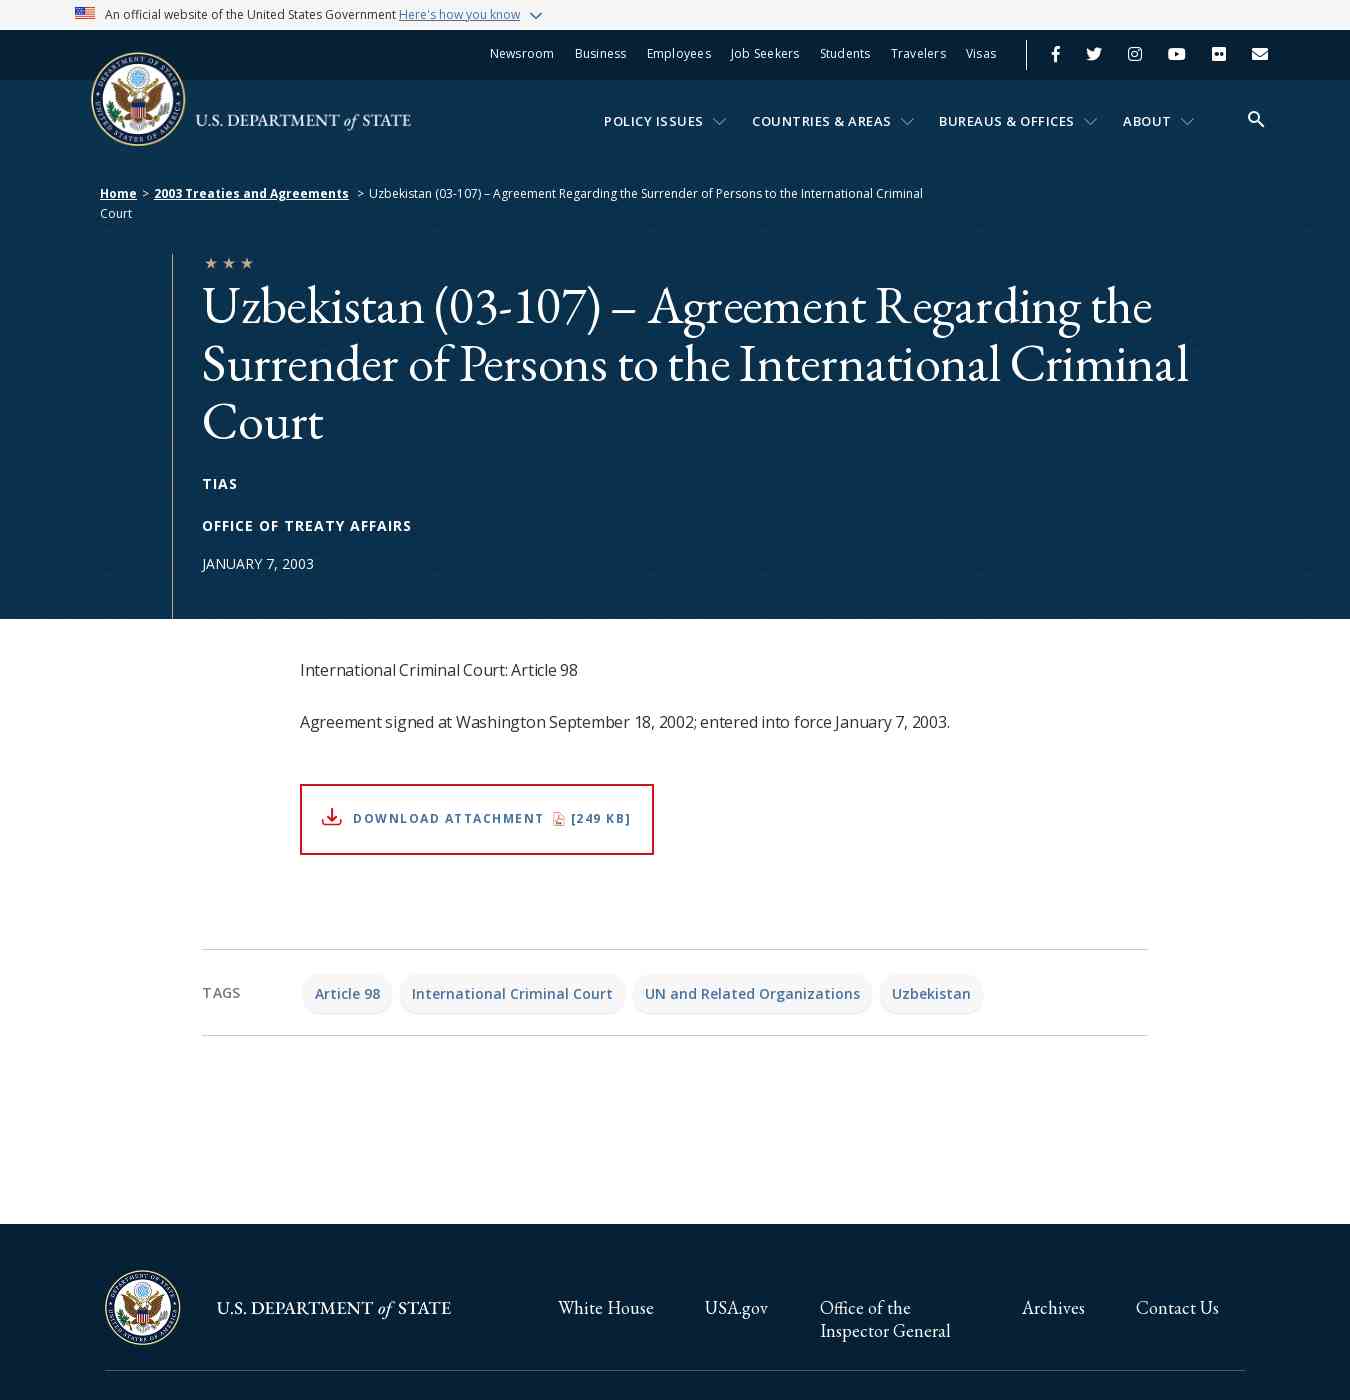 An official website of the United States Government Here's how you know
Newsroom Business Employees Job Seekers Students Travelers Visas
U.S. DEPARTMENT of STATE
POLICY ISSUES COUNTRIES & AREAS BUREAUS & OFFICES ABOUT
Home > 2003 Treaties and Agreements > Uzbekistan (03-107) – Agreement Regarding the Surrender of Persons to the International Criminal
Court
Uzbekistan (03-107) – Agreement Regarding the
Surrender of Persons to the International Criminal
Court
TIAS
OFFICE OF TREATY AFFAIRS
JANUARY 7, 2003
International Criminal Court: Article 98
Agreement signed at Washington September 18, 2002; entered into force January 7, 2003.
DOWNLOAD ATTACHMENT [249 KB]
TAGS Article 98 International Criminal Court UN and Related Organizations Uzbekistan
U.S. DEPARTMENT of STATE
White House USA.gov Office of the Archives Contact Us
Inspector General